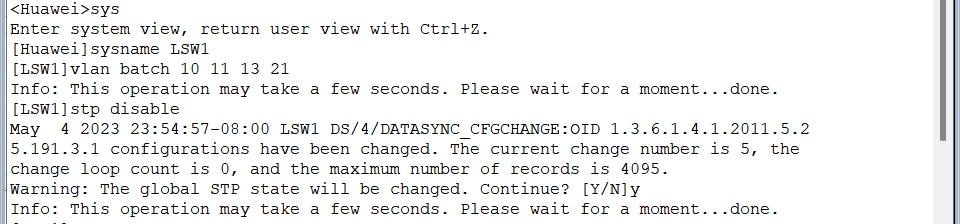 <Huawei>sys
Enter system view, return user view with Ctrl+Z.
[Huawei]sysname LSW1
[LSW1]vlan batch 10 11 13 21
Info: This operation may take a few seconds. Please wait for a moment...done.
[LSW1]stp disable
May  4 2023 23:54:57-08:00 LSW1 DS/4/DATASYNC_CFGCHANGE:OID 1.3.6.1.4.1.2011.5.2
5.191.3.1 configurations have been changed. The current change number is 5, the
change loop count is 0, and the maximum number of records is 4095.
Warning: The global STP state will be changed. Continue? [Y/N]y
Info: This operation may take a few seconds. Please wait for a moment...done.